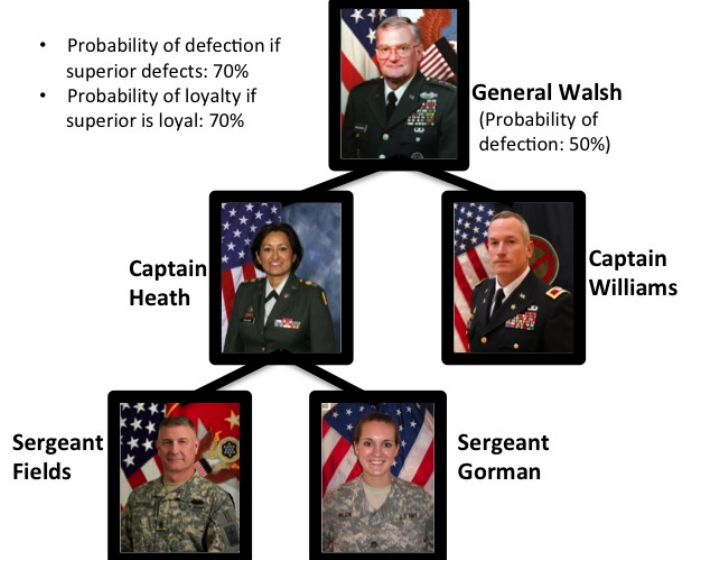 • Probability of defection if
superior defects: 70%
• Probability of loyalty if
superior is loyal: 70%
General Walsh
(Probability of
defection: 50%)
Captain
Heath
Captain
Williams
Sergeant
Fields
Sergeant
Gorman